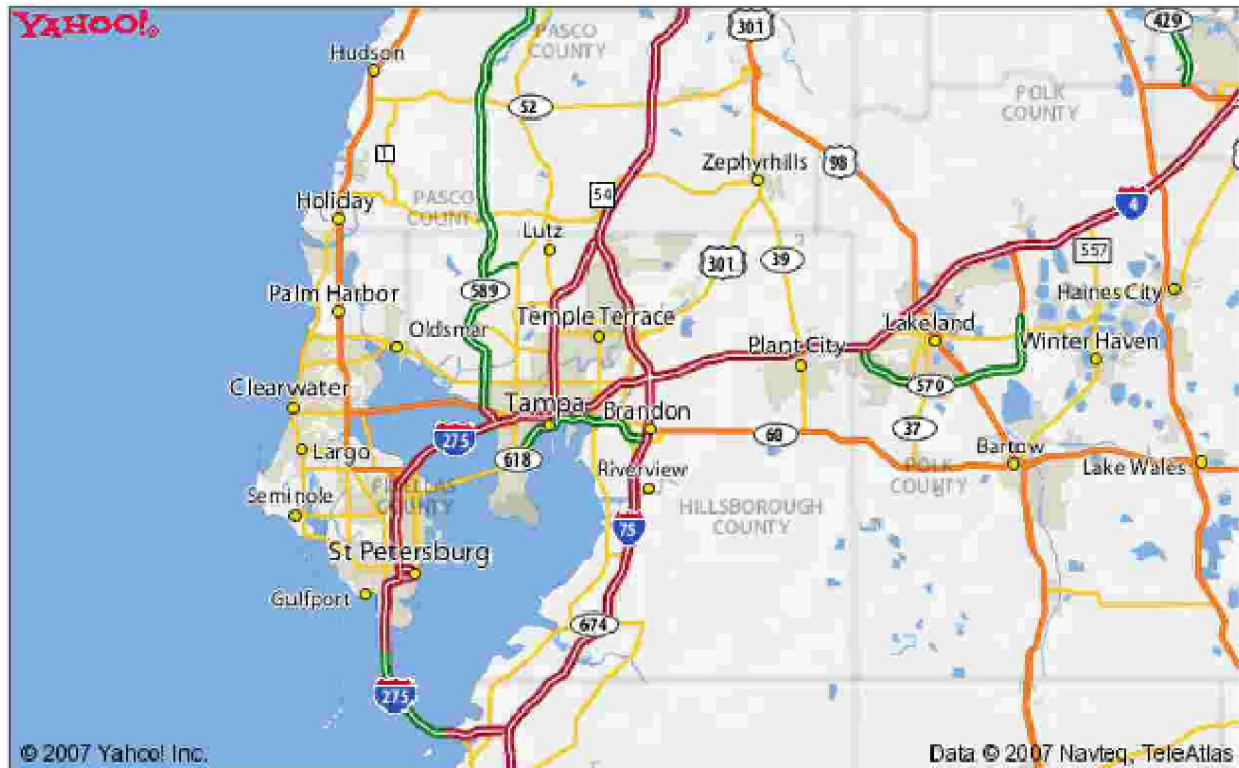 YAHOO!
429
301
PASCO
COUNTY
Hudson
52
POLK
COUNTY
1
Zephyrhills
98
54
PASCO
COUNTY
Holiday
4
Lutz
301
39
557
589
Palm Harbor
Haines City
Oldsmar
Temple Terrace
Lakeland
Plant City
Winter Haven
Clearwater
570
Tampa
Brandon
275
60
37
618
Largo
Bartow
Riverview
POLK
COUNTY
Lake Wales
PINELLAS
COUNTY
Seminole
HILLSBOROUGH
COUNTY
75
St Petersburg
Gulfport
674
275
© 2007 Yahoo! Inc.
Data © 2007 Navteq, TeleAtlas